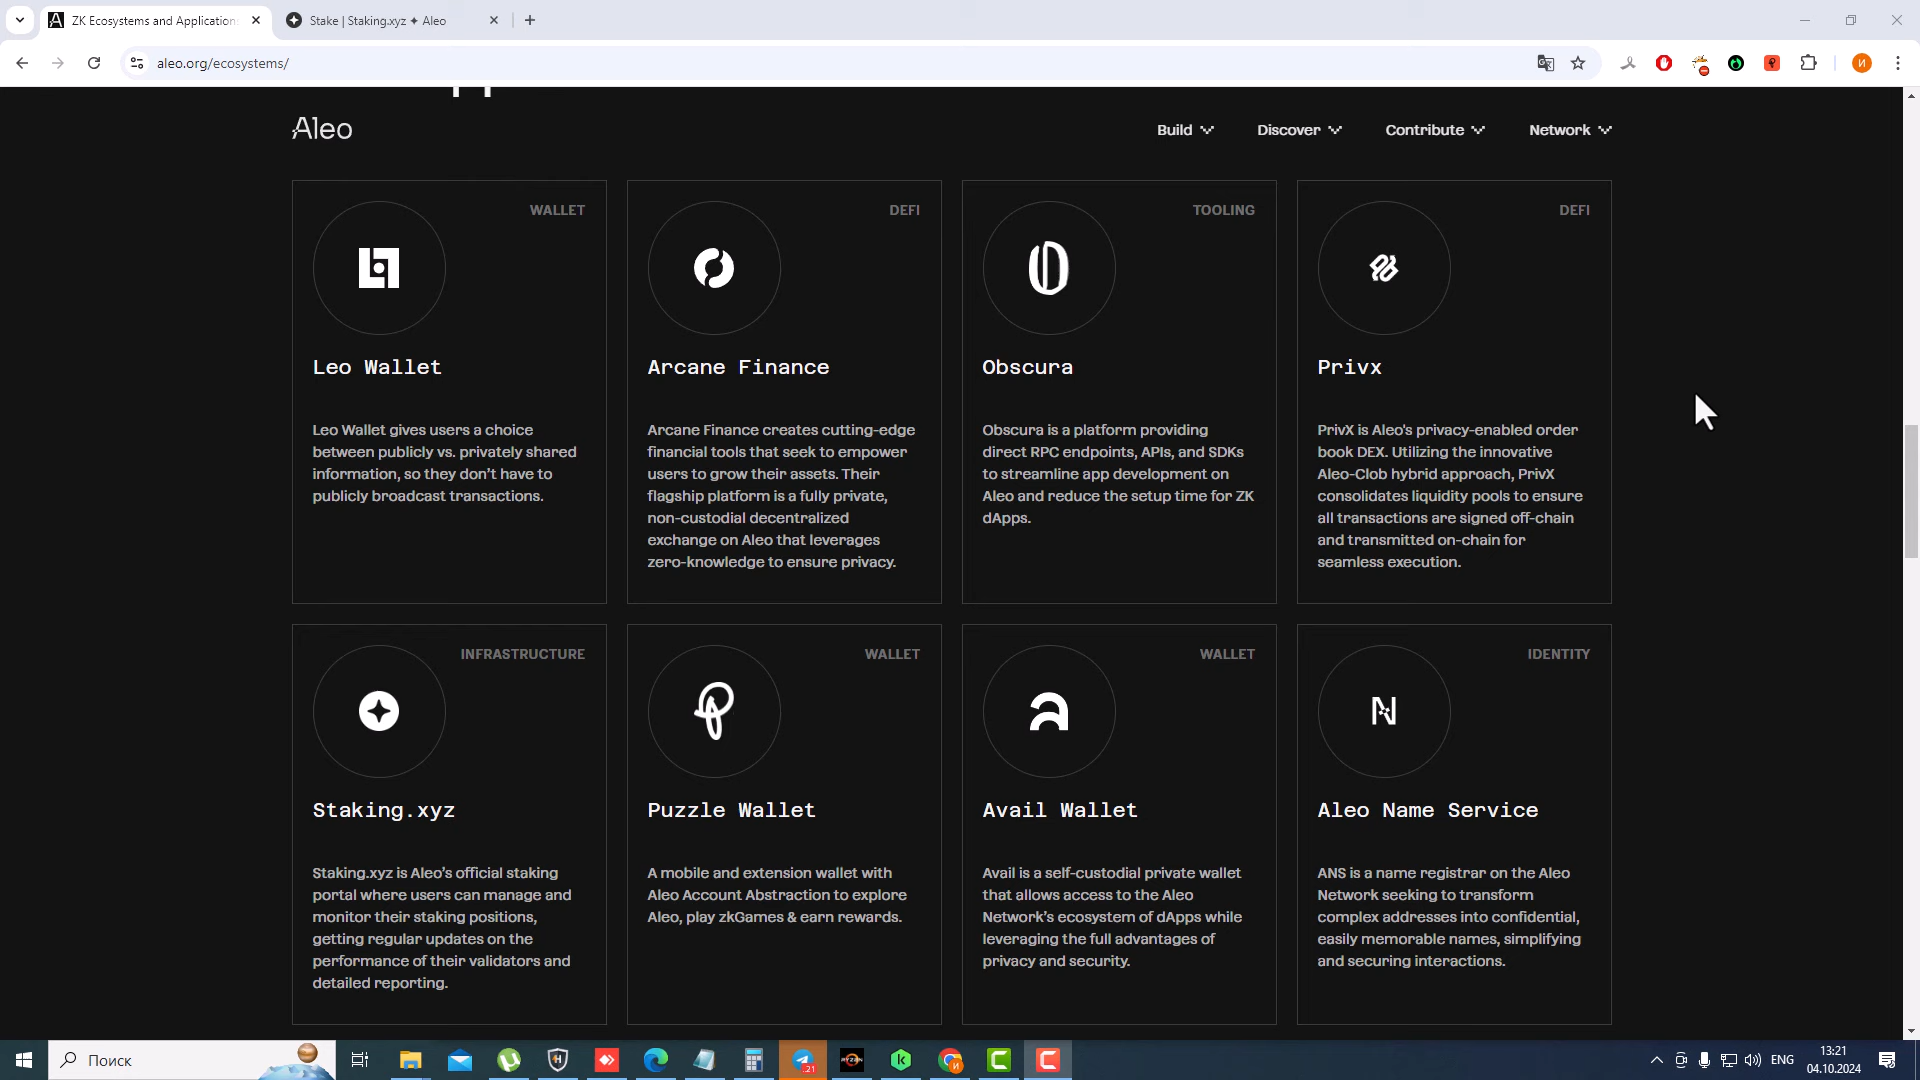 ZK Ecosystems and Application
Stake | Staking.xyz ✦ Aleo
aleo.org/ecosystems/
И
Aleo
Build
Discover
Contribute
Network
WALLET
Leo Wallet
Leo Wallet gives users a choice
between publicly vs. privately shared
information, so they don’t have to
publicly broadcast transactions.
DEFI
Arcane Finance
Arcane Finance creates cutting-edge
financial tools that seek to empower
users to grow their assets. Their
flagship platform is a fully private,
non-custodial decentralized
exchange on Aleo that leverages
zero-knowledge to ensure privacy.
TOOLING
Obscura
Obscura is a platform providing
direct RPC endpoints, APIs, and SDKs
to streamline app development on
Aleo and reduce the setup time for ZK
dApps.
DEFI
Privx
PrivX is Aleo's privacy-enabled order
book DEX. Utilizing the innovative
Aleo-Clob hybrid approach, PrivX
consolidates liquidity pools to ensure
all transactions are signed off-chain
and transmitted on-chain for
seamless execution.
INFRASTRUCTURE
Staking.xyz
Staking.xyz is Aleo’s official staking
portal where users can manage and
monitor their staking positions,
getting regular updates on the
performance of their validators and
detailed reporting.
WALLET
Puzzle Wallet
A mobile and extension wallet with
Aleo Account Abstraction to explore
Aleo, play zkGames & earn rewards.
WALLET
Avail Wallet
Avail is a self-custodial private wallet
that allows access to the Aleo
Network’s ecosystem of dApps while
leveraging the full advantages of
privacy and security.
IDENTITY
Aleo Name Service
ANS is a name registrar on the Aleo
Network seeking to transform
complex addresses into confidential,
easily memorable names, simplifying
and securing interactions.
Поиск
21
RYZEN
ENG
13:21
04.10.2024